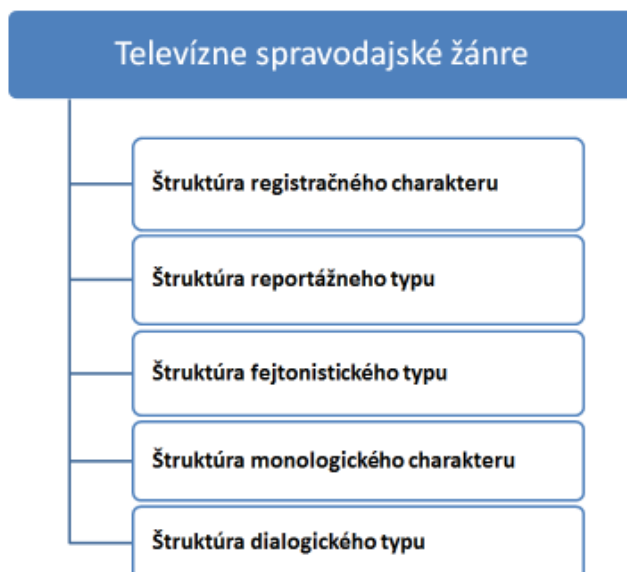 Televízne spravodajské žánre
Štruktúra registračného charakteru
Štruktúra reportážneho typu
Štruktúra fejtonistického typu
Štruktúra monologického charakteru
Štruktúra dialogického typu